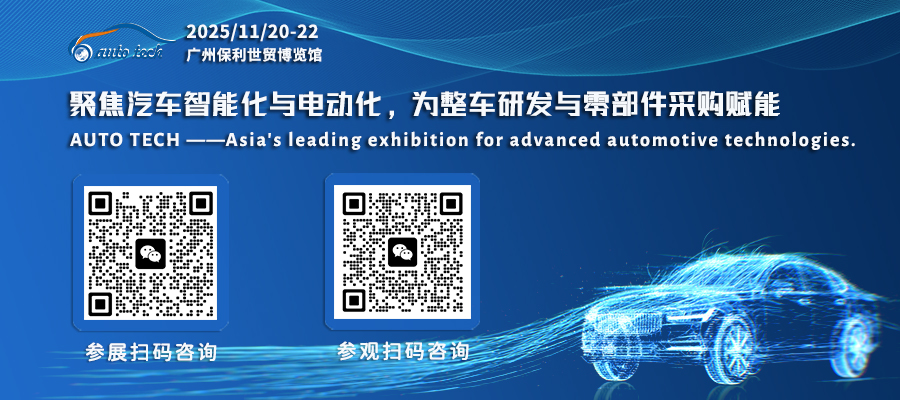 auto tech
2025/11/20-22
广州保利世贸博览馆
聚焦汽车智能化与电动化，为整车研发与零部件采购赋能
AUTO TECH ——Asia's leading exhibition for advanced automotive technologies.
参展扫码咨询
参观扫码咨询